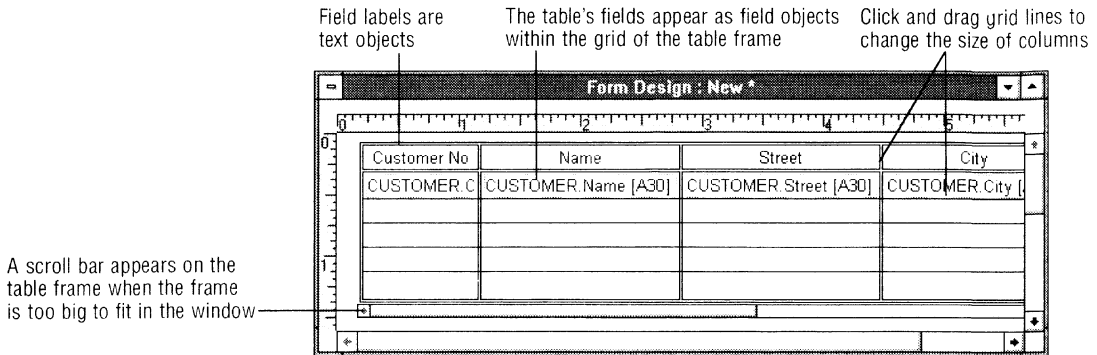 Field labels are
text objects
The table's fields appear as field objects
within the grid of the table frame
Click and drag grid lines to
change the size of columns
Form Design : New *
0 1 2 3 4 5
0
Customer No Name Street City
CUSTOMER.C CUSTOMER.Name [A30] CUSTOMER.Street [A30] CUSTOMER.City [
1
A scroll bar appears on the
table frame when the frame
is too big to fit in the window